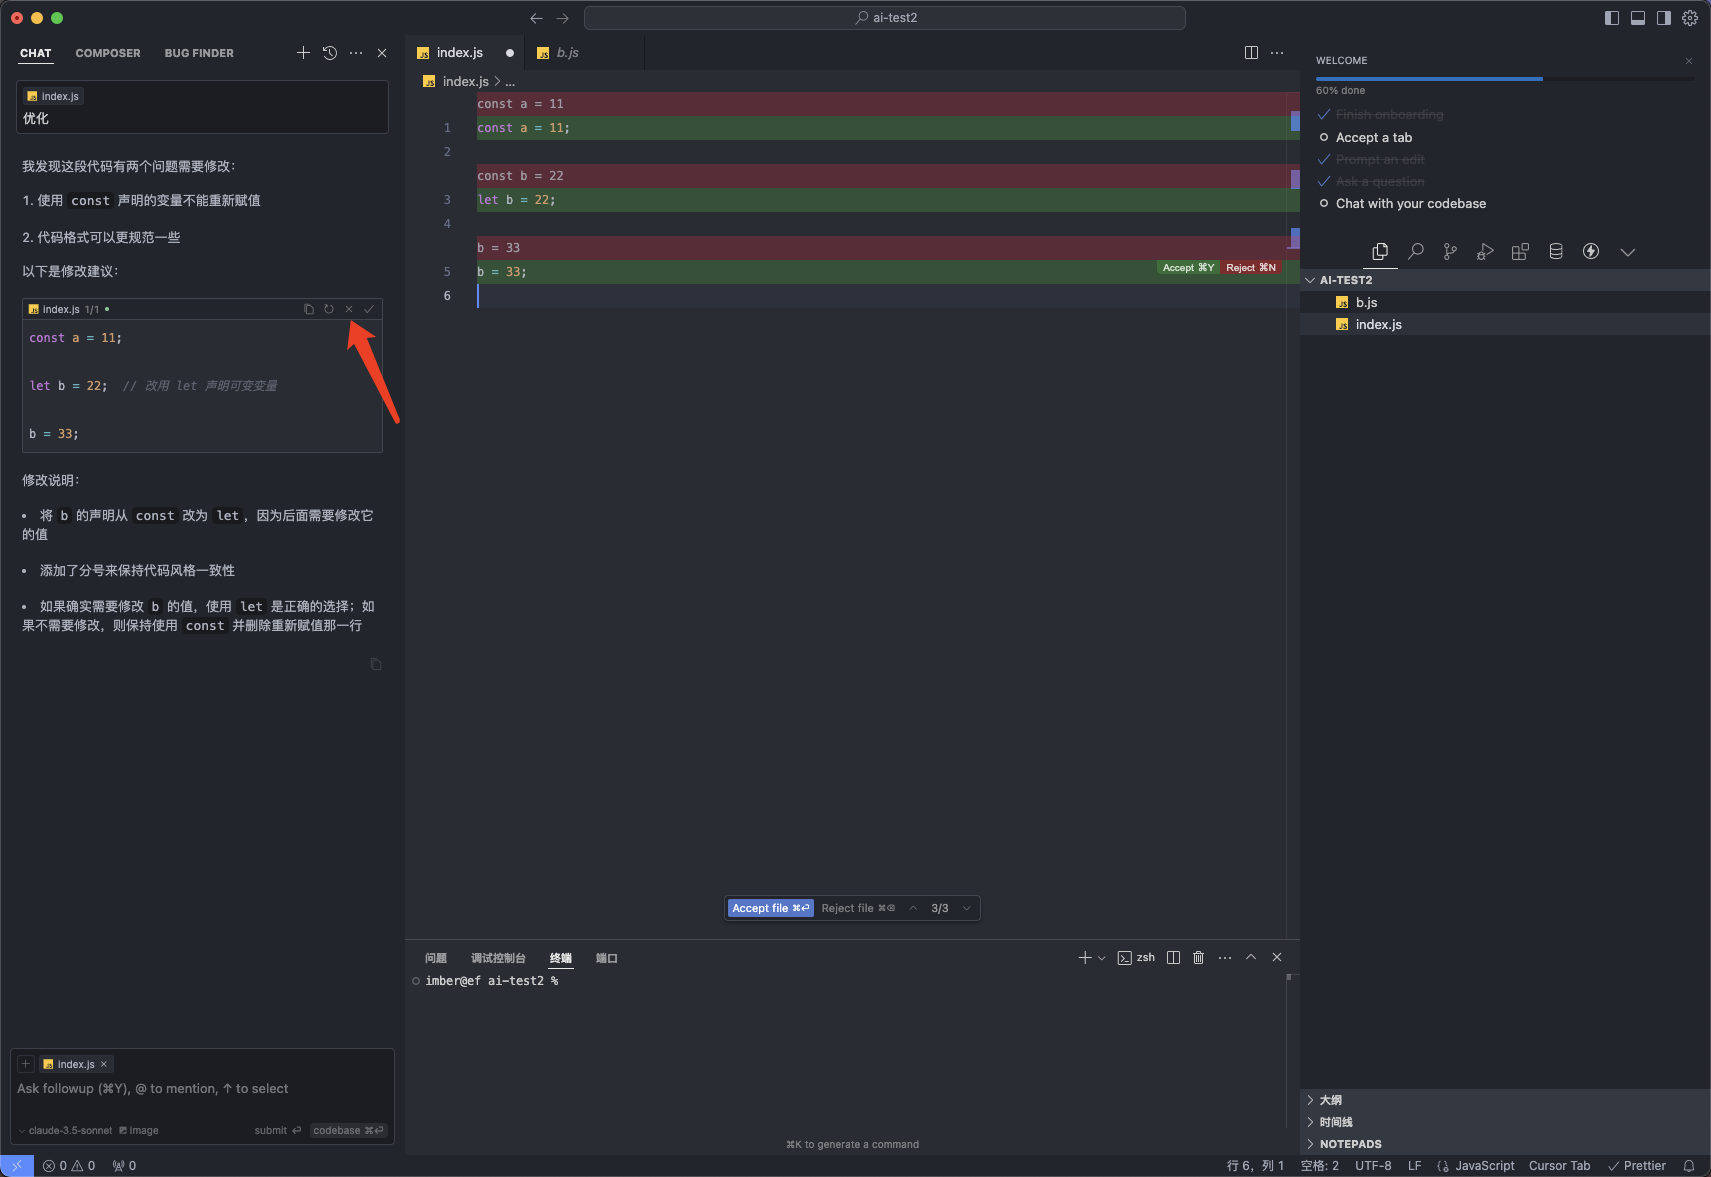 ai-test2
CHAT COMPOSER BUG FINDER
index.js
优化
我发现这段代码有两个问题需要修改：
1. 使用 const 声明的变量不能重新赋值
2. 代码格式可以更规范一些
以下是修改建议：
index.js 1/1
const a = 11;
let b = 22; // 改用 let 声明可变变量
b = 33;
修改说明：
• 将 b 的声明从 const 改为 let，因为后面需要修改它
的值
• 添加了分号来保持代码风格一致性
• 如果确实需要修改 b 的值，使用 let 是正确的选择；如
果不需要修改，则保持使用 const 并删除重新赋值那一行
index.js
Ask followup (⌘Y), @ to mention, ↑ to select
claude-3.5-sonnet image submit ⏎ codebase ⌘⏎
index.js b.js
index.js > ...
const a = 11
1 const a = 11;
2
const b = 22
3 let b = 22;
4
b = 33
5 b = 33;
Accept ⌘Y Reject ⌘N
6
Accept file ⌘⏎ Reject file ⌘⌫ 3/3
问题 调试控制台 终端 端口
zsh
imber@ef ai-test2 %
⌘K to generate a command
WELCOME
60% done
Finish onboarding
Accept a tab
Prompt an edit
Ask a question
Chat with your codebase
AI-TEST2
b.js
index.js
大纲
时间线
NOTEPADS
0 0 0
行 6，列 1 空格: 2 UTF-8 LF JavaScript Cursor Tab Prettier